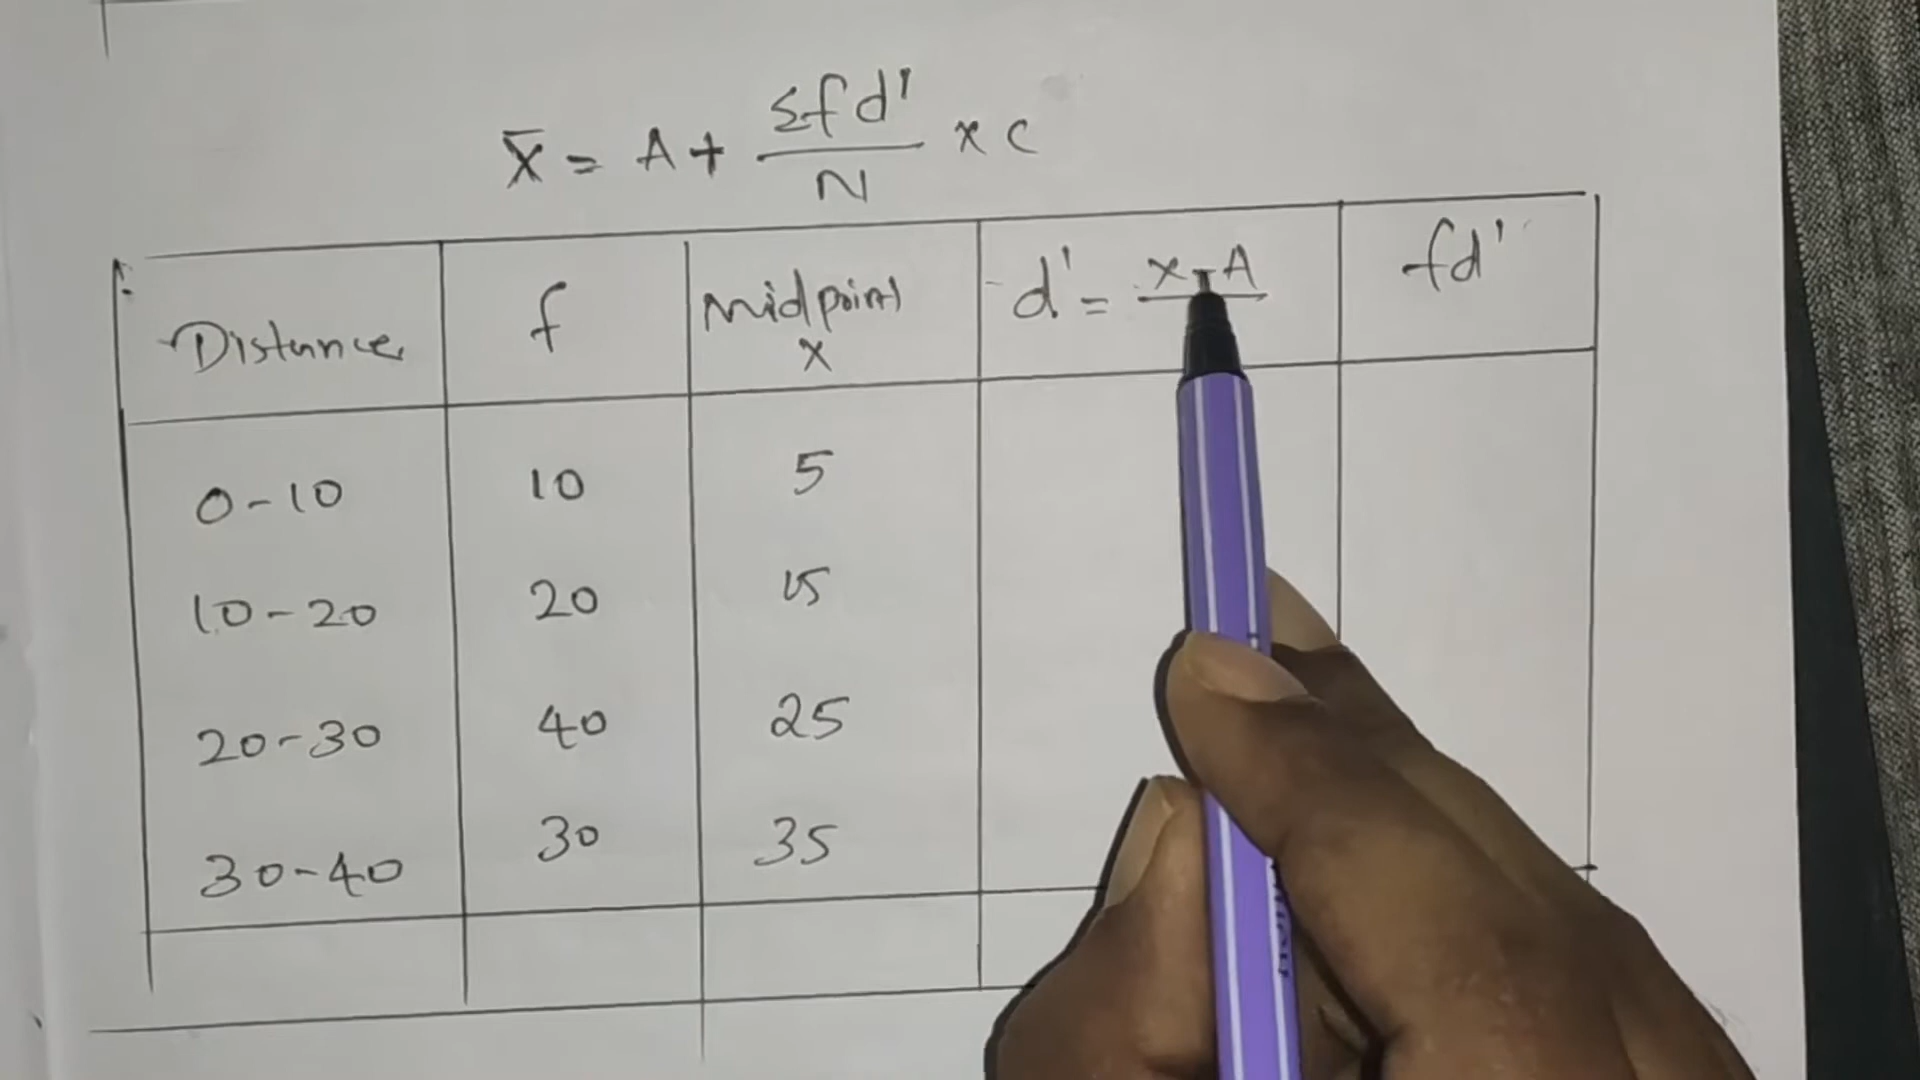 X̄ = A + Σfd' / N × C
Distance f midpoint x d' = x-A fd'
0-10 10 5
10-20 20 15
20-30 40 25
30-40 30 35